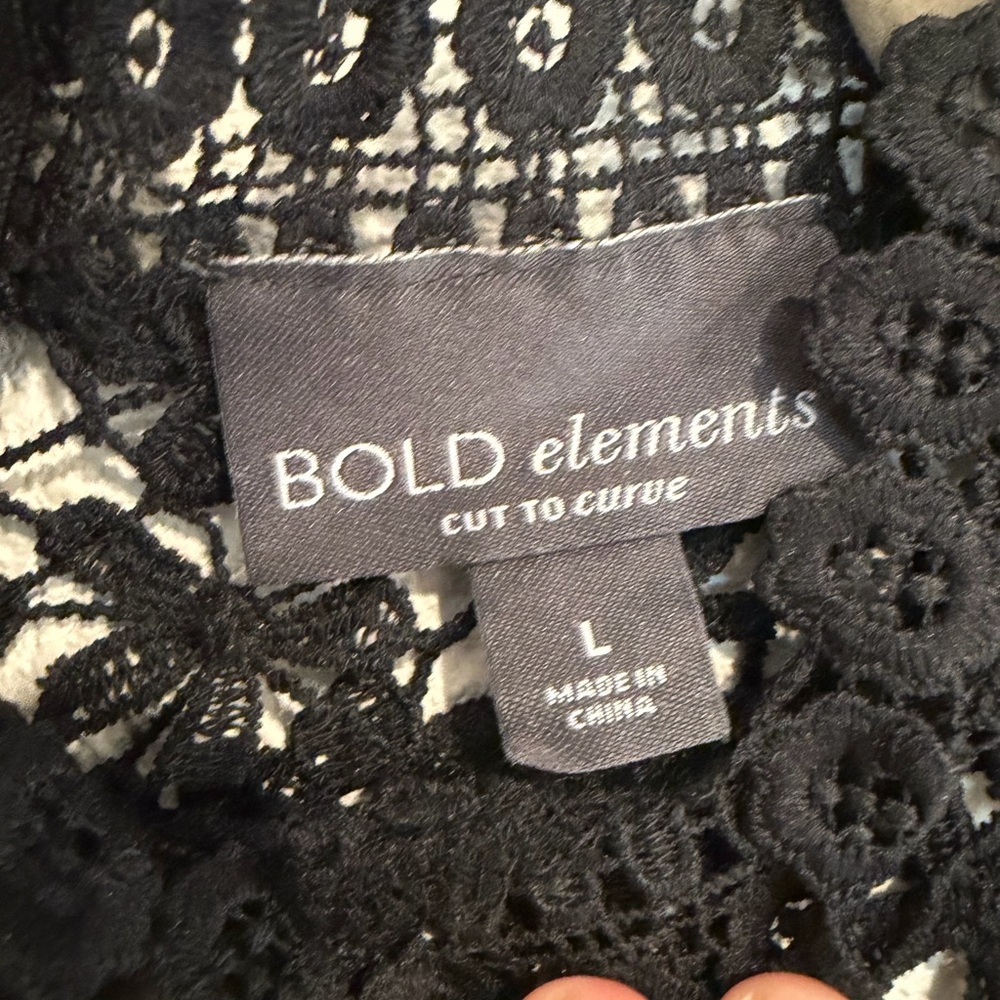 BOLD elements
CUT TO curve
L
MADE IN
CHINA